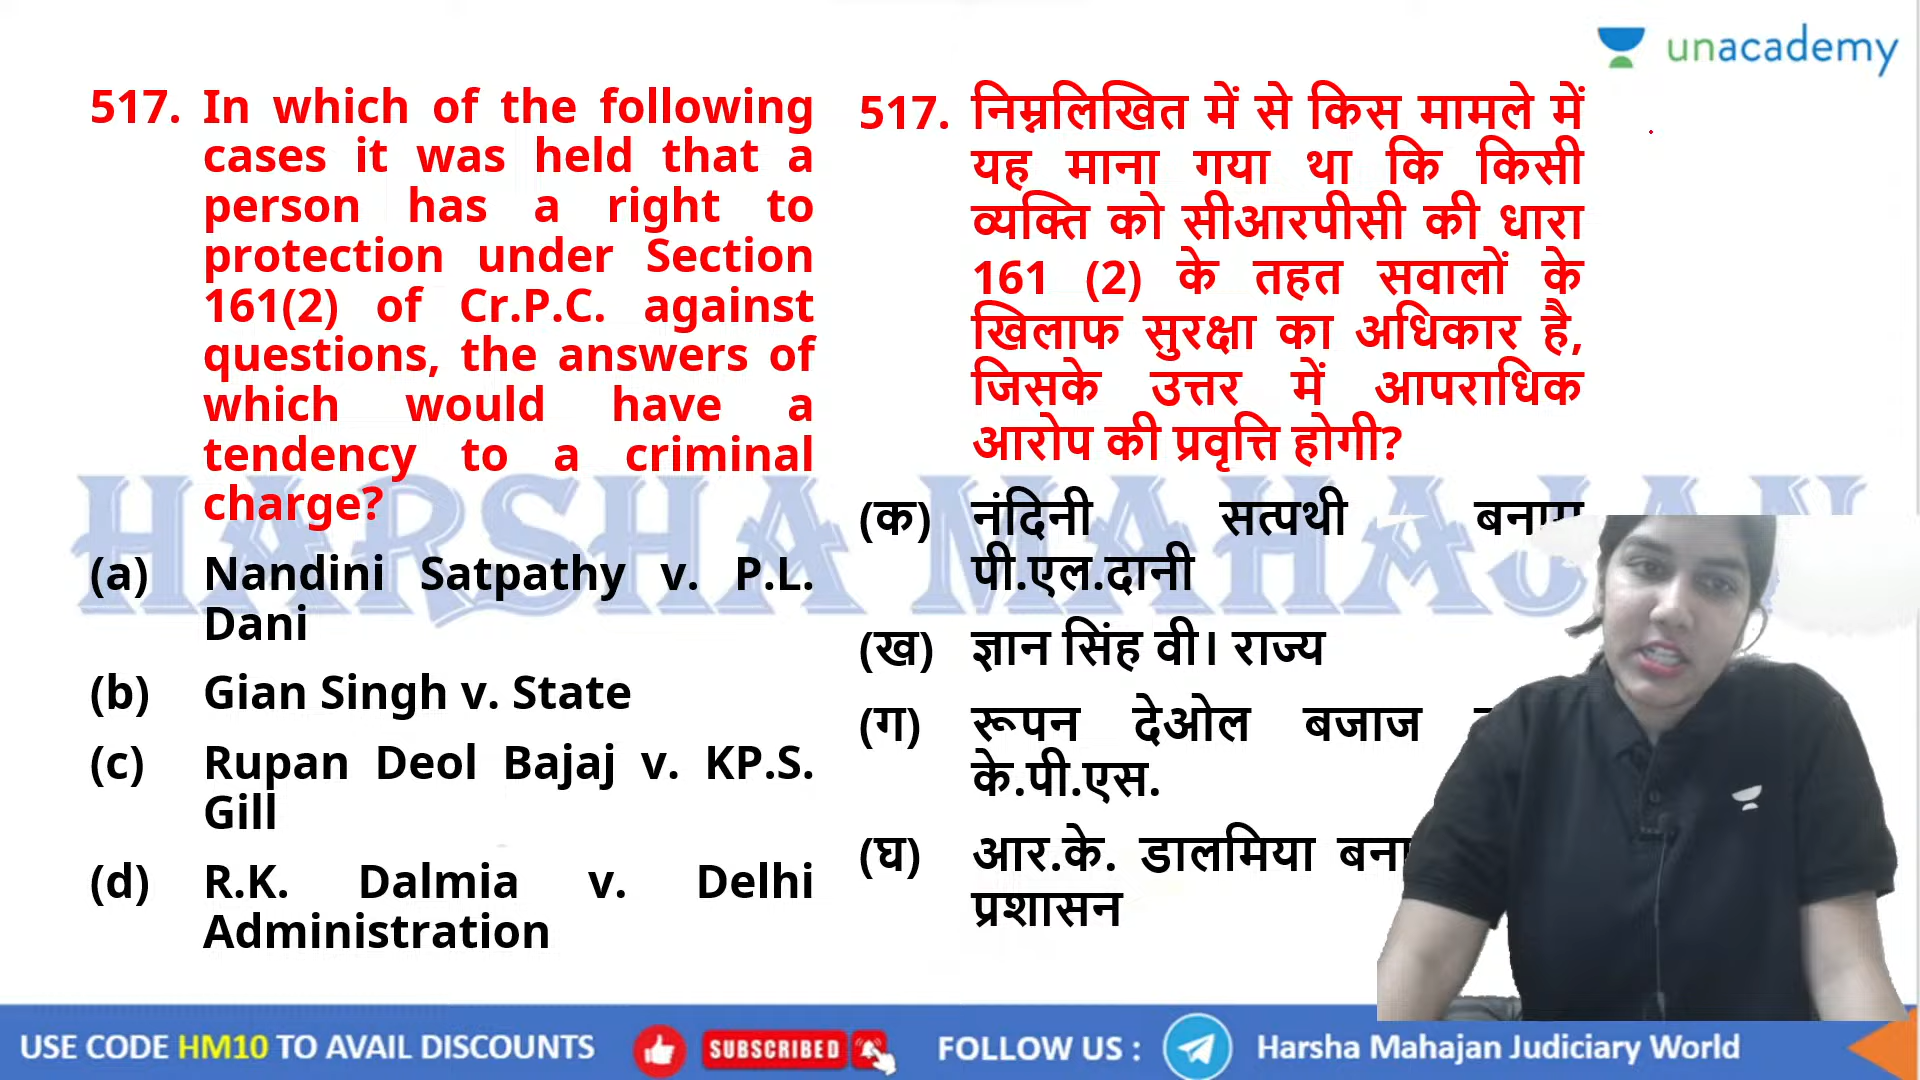 unacademy
517. In which of the following
cases it was held that a
person has a right to
protection under Section
161(2) of Cr.P.C. against
questions, the answers of
which would have a
tendency to a criminal
charge?
(a) Nandini Satpathy v. P.L.
Dani
(b) Gian Singh v. State
(c) Rupan Deol Bajaj v. KP.S.
Gill
(d) R.K. Dalmia v. Delhi
Administration
517. निम्नलिखित में से किस मामले में
यह माना गया था कि किसी
व्यक्ति को सीआरपीसी की धारा
161 (2) के तहत सवालों के
खिलाफ सुरक्षा का अधिकार है,
जिसके उत्तर में आपराधिक
आरोप की प्रवृत्ति होगी?
(क) नंदिनी सत्पथी बनाम
पी.एल.दानी
(ख) ज्ञान सिंह वी। राज्य
(ग) रूपन देओल बजाज
के.पी.एस.
(घ) आर.के. डालमिया
प्रशासन
HARSHA MAHAJAN
USE CODE HM10 TO AVAIL DISCOUNTS
SUBSCRIBED
FOLLOW US :
Harsha Mahajan Judiciary World